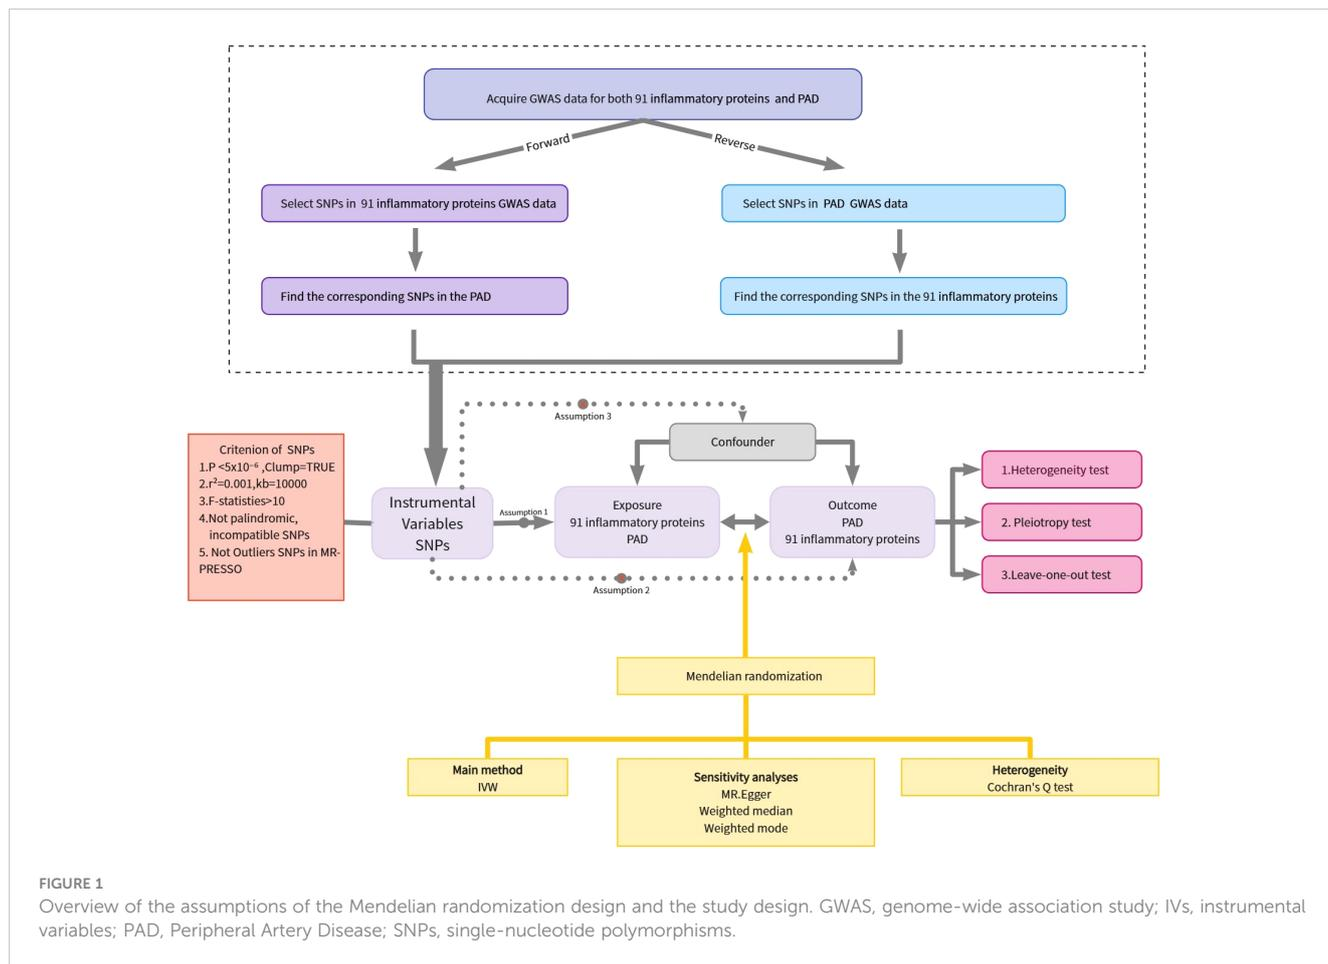 Acquire GWAS data for both 91 inflammatory proteins and PAD
Forward
Reverse
Select SNPs in 91 inflammatory proteins GWAS data
Select SNPs in PAD GWAS data
Find the corresponding SNPs in the PAD
Find the corresponding SNPs in the 91 inflammatory proteins
Assumption 3
Confounder
Critenion of SNPs
1.P <5x10⁻⁶ ,Clump=TRUE
2.r²=0.001,kb=10000
3.F-statisties>10
4.Not palindromic,
incompatible SNPs
5. Not Outliers SNPs in MR-
PRESSO
Instrumental
Variables
SNPs
Assumption 1
Exposure
91 inflammatory proteins
PAD
Outcome
PAD
91 inflammatory proteins
1.Heterogeneity test
2. Pleiotropy test
3.Leave-one-out test
Assumption 2
Mendelian randomization
Main method
IVW
Sensitivity analyses
MR.Egger
Weighted median
Weighted mode
Heterogeneity
Cochran's Q test
FIGURE 1
Overview of the assumptions of the Mendelian randomization design and the study design. GWAS, genome-wide association study; IVs, instrumental
variables; PAD, Peripheral Artery Disease; SNPs, single-nucleotide polymorphisms.